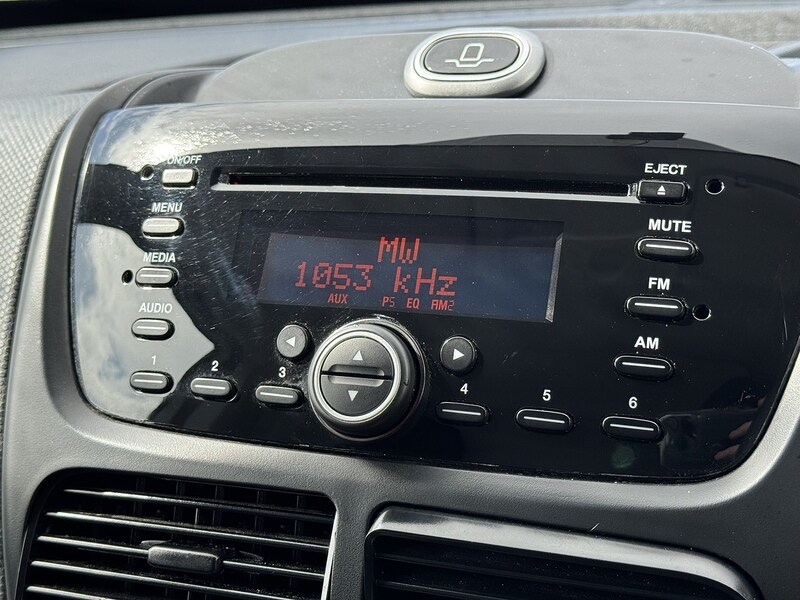 ON/OFF
EJECT
MENU
MUTE
MW
MEDIA
1053 kHz
AUX PS EQ AM2
FM
AUDIO
AM
1
2
3
4
5
6